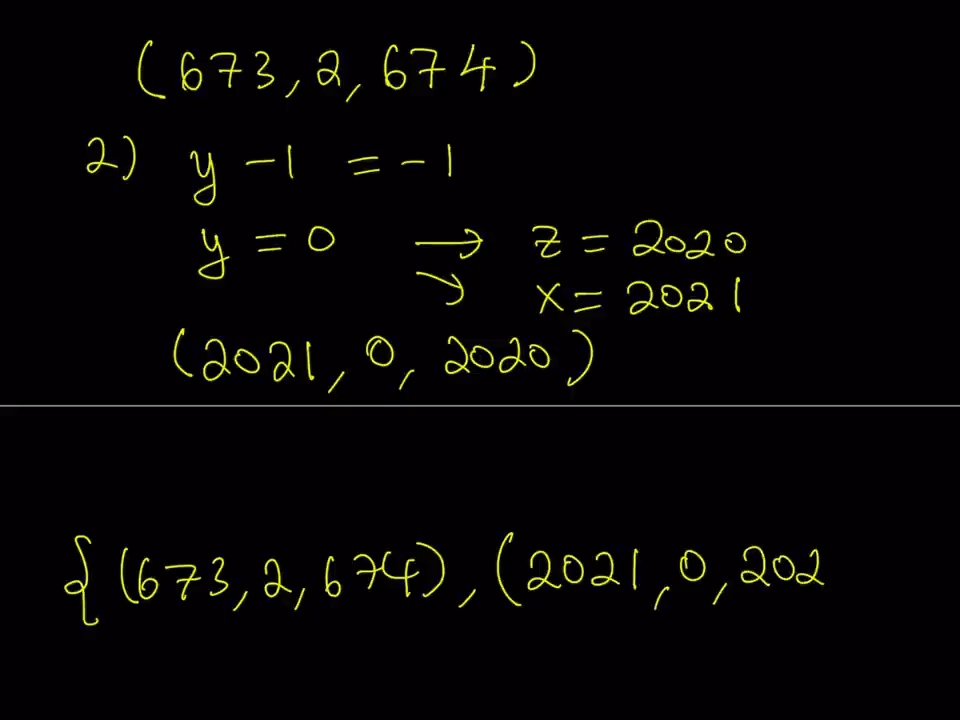 (673, 2, 674)
2) y - 1 = - 1
y = 0 → z = 2020
→ x = 2021
(2021, 0, 2020)
{(673, 2, 674), (2021, 0, 202